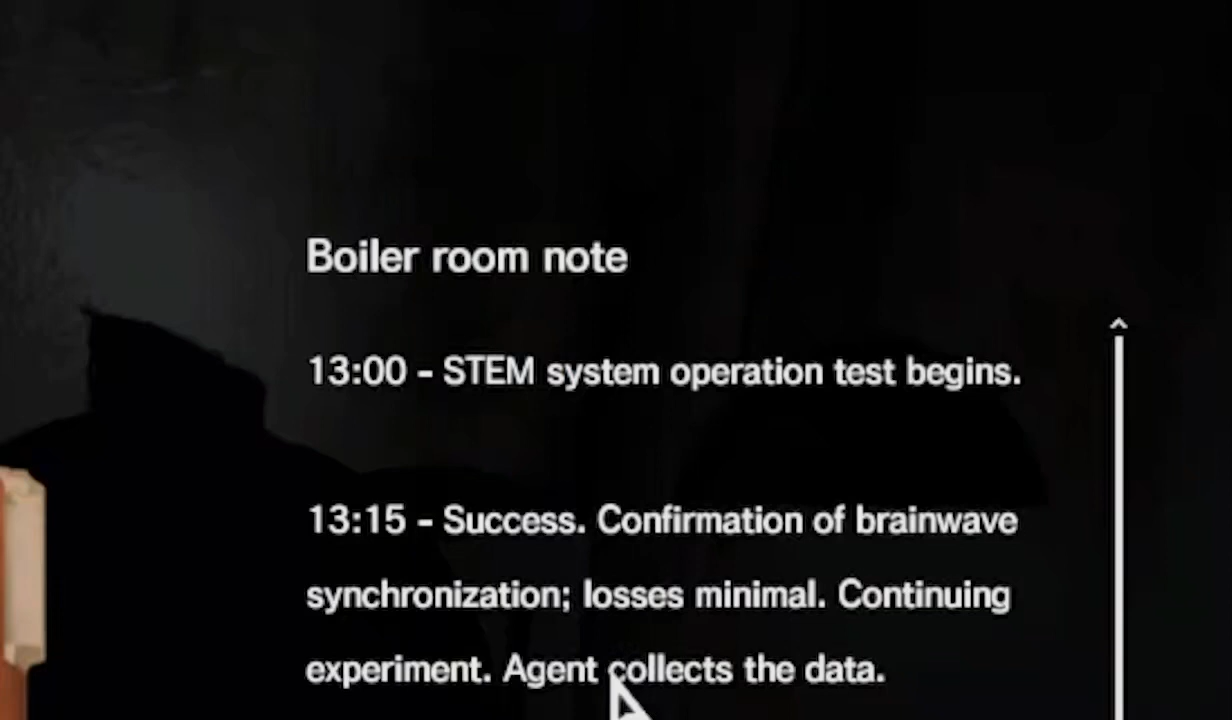 Boiler room note
13:00 - STEM system operation test begins.
13:15 - Success. Confirmation of brainwave
synchronization; losses minimal. Continuing
experiment. Agent collects the data.